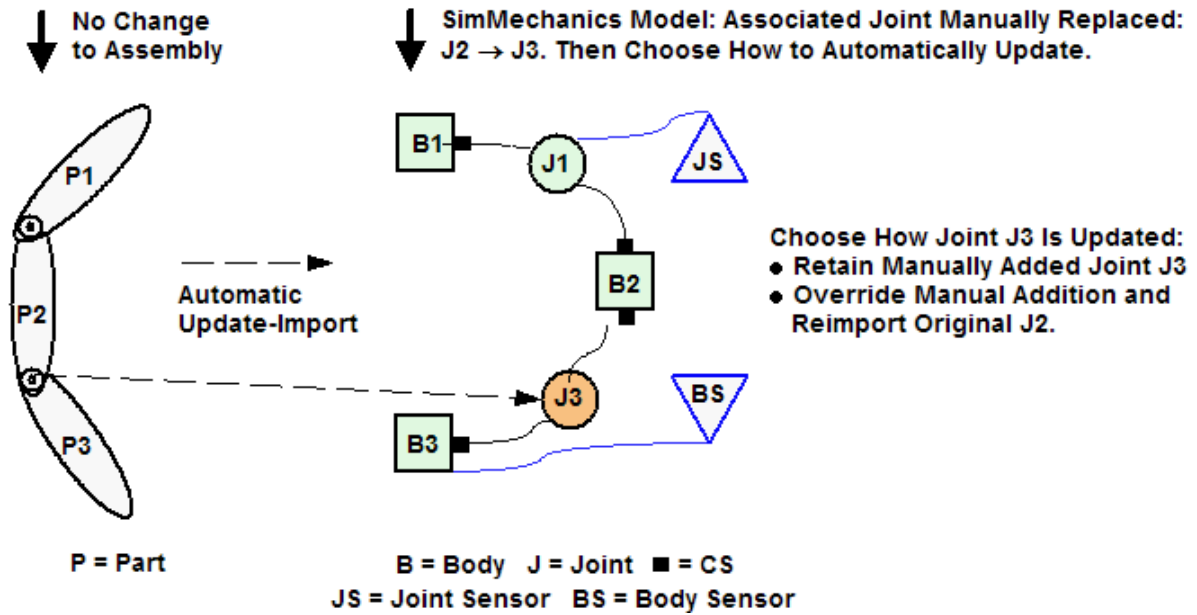 No Change
to Assembly
SimMechanics Model: Associated Joint Manually Replaced:
J2 → J3. Then Choose How to Automatically Update.
P1
P2
P3
Automatic
Update-Import
B1
J1
JS
B2
J3
B3
BS
Choose How Joint J3 Is Updated:
● Retain Manually Added Joint J3
● Override Manual Addition and
Reimport Original J2.
P = Part
B = Body J = Joint ■ = CS
JS = Joint Sensor BS = Body Sensor